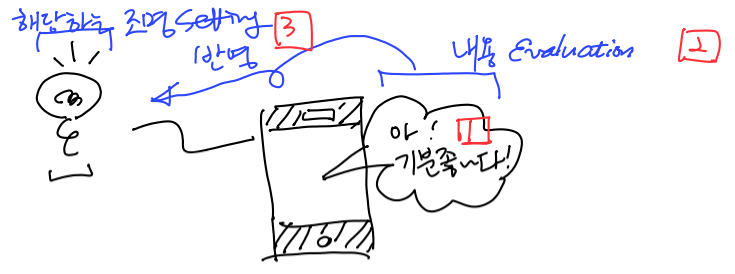 해당하는 조명 Setting 3
반영
내용 Evaluation 2
아! 1
기분좋~다!